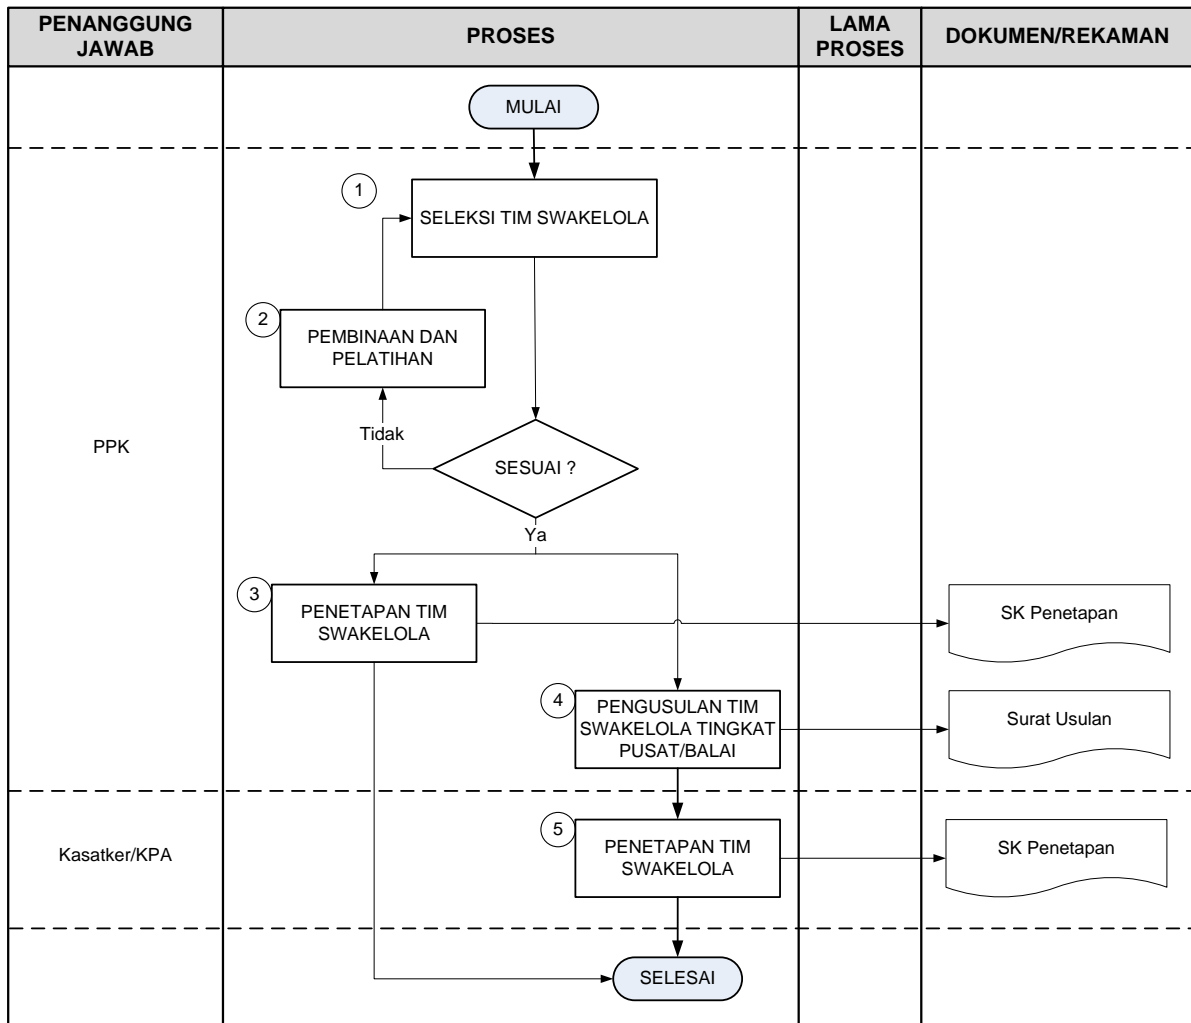 PENANGGUNG
JAWAB
PROSES
LAMA
PROSES
DOKUMEN/REKAMAN
MULAI
1
SELEKSI TIM SWAKELOLA
2
PEMBINAAN DAN
PELATIHAN
Tidak
PPK
SESUAI ?
Ya
3
PENETAPAN TIM
SWAKELOLA
SK Penetapan
4
PENGUSULAN TIM
SWAKELOLA TINGKAT
PUSAT/BALAI
Surat Usulan
Kasatker/KPA
5
PENETAPAN TIM
SWAKELOLA
SK Penetapan
SELESAI